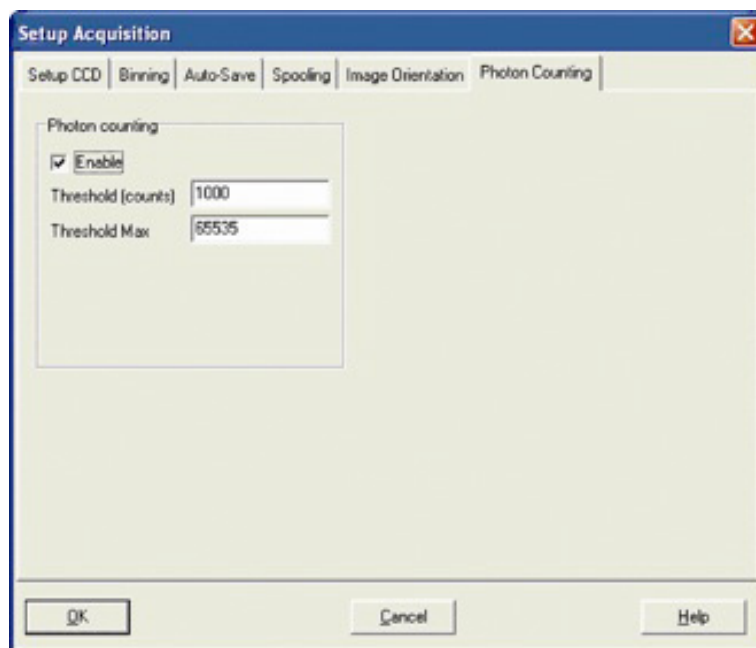 Setup Acquisition
Setup CCD Binning Auto-Save Spooling Image Orientation Photon Counting
Photon counting
Enable
Threshold (counts) 1000
Threshold Max 65535
OK Cancel Help